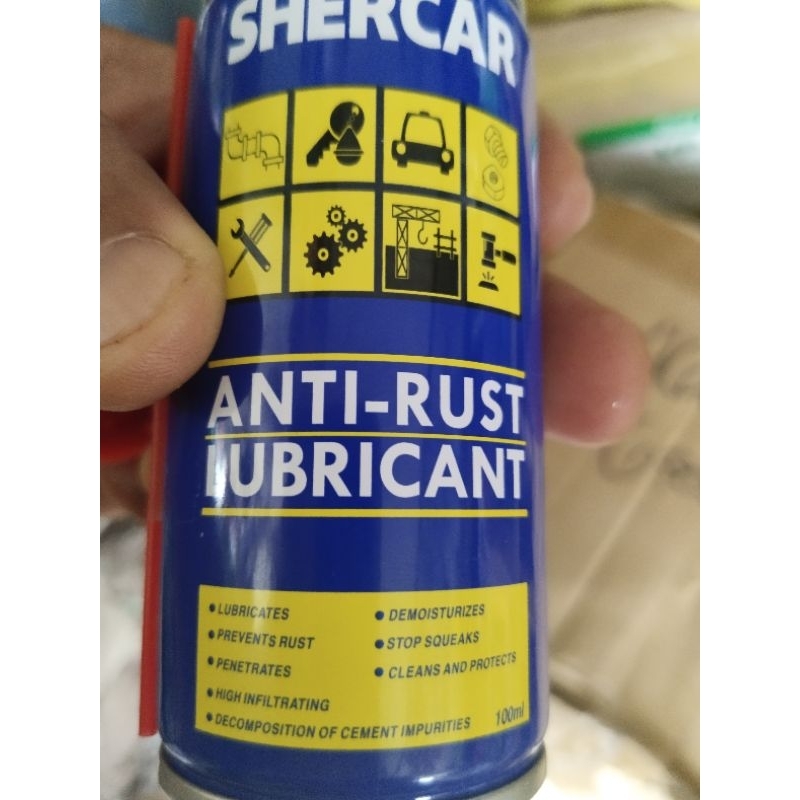 SHERCAR
ANTI-RUST
LUBRICANT
• LUBRICATES
• PREVENTS RUST
• PENETRATES
• HIGH INFILTRATING
• DECOMPOSITION OF CEMENT IMPURITIES
• DEMOISTURIZES
• STOP SQUEAKS
• CLEANS AND PROTECTS
100ml